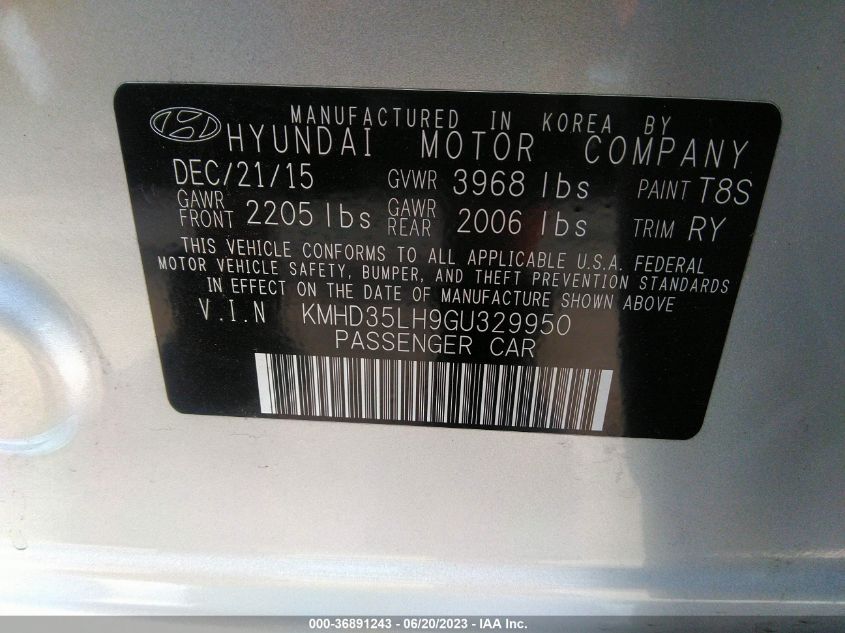 MANUFACTURED IN KOREA BY
HYUNDAI MOTOR COMPANY
DEC/21/15 GVWR 3968 lbs PAINT T8S
GAWR FRONT 2205 lbs GAWR REAR 2006 lbs TRIM RY
THIS VEHICLE CONFORMS TO ALL APPLICABLE U.S.A. FEDERAL
MOTOR VEHICLE SAFETY, BUMPER, AND THEFT PREVENTION STANDARDS
IN EFFECT ON THE DATE OF MANUFACTURE SHOWN ABOVE
V.I.N KMHD35LH9GU329950
PASSENGER CAR
000-36891243 - 06/20/2023 - IAA Inc.